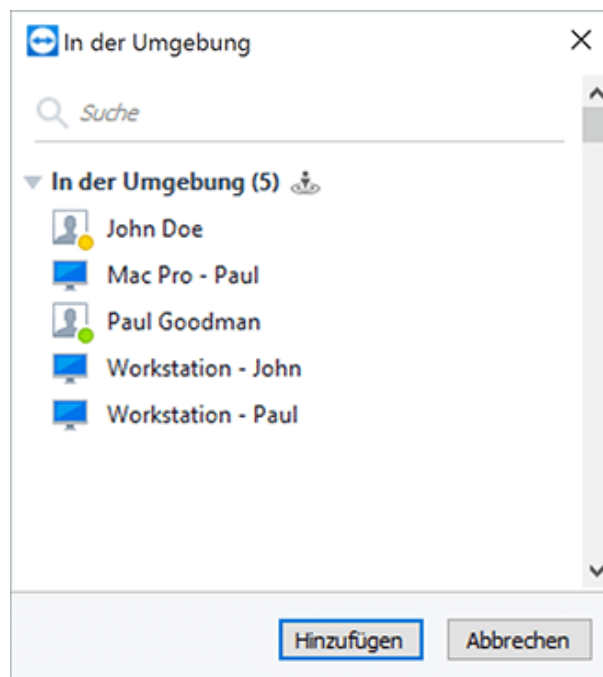 In der Umgebung
Suche
In der Umgebung (5)
John Doe
Mac Pro - Paul
Paul Goodman
Workstation - John
Workstation - Paul
Hinzufügen Abbrechen